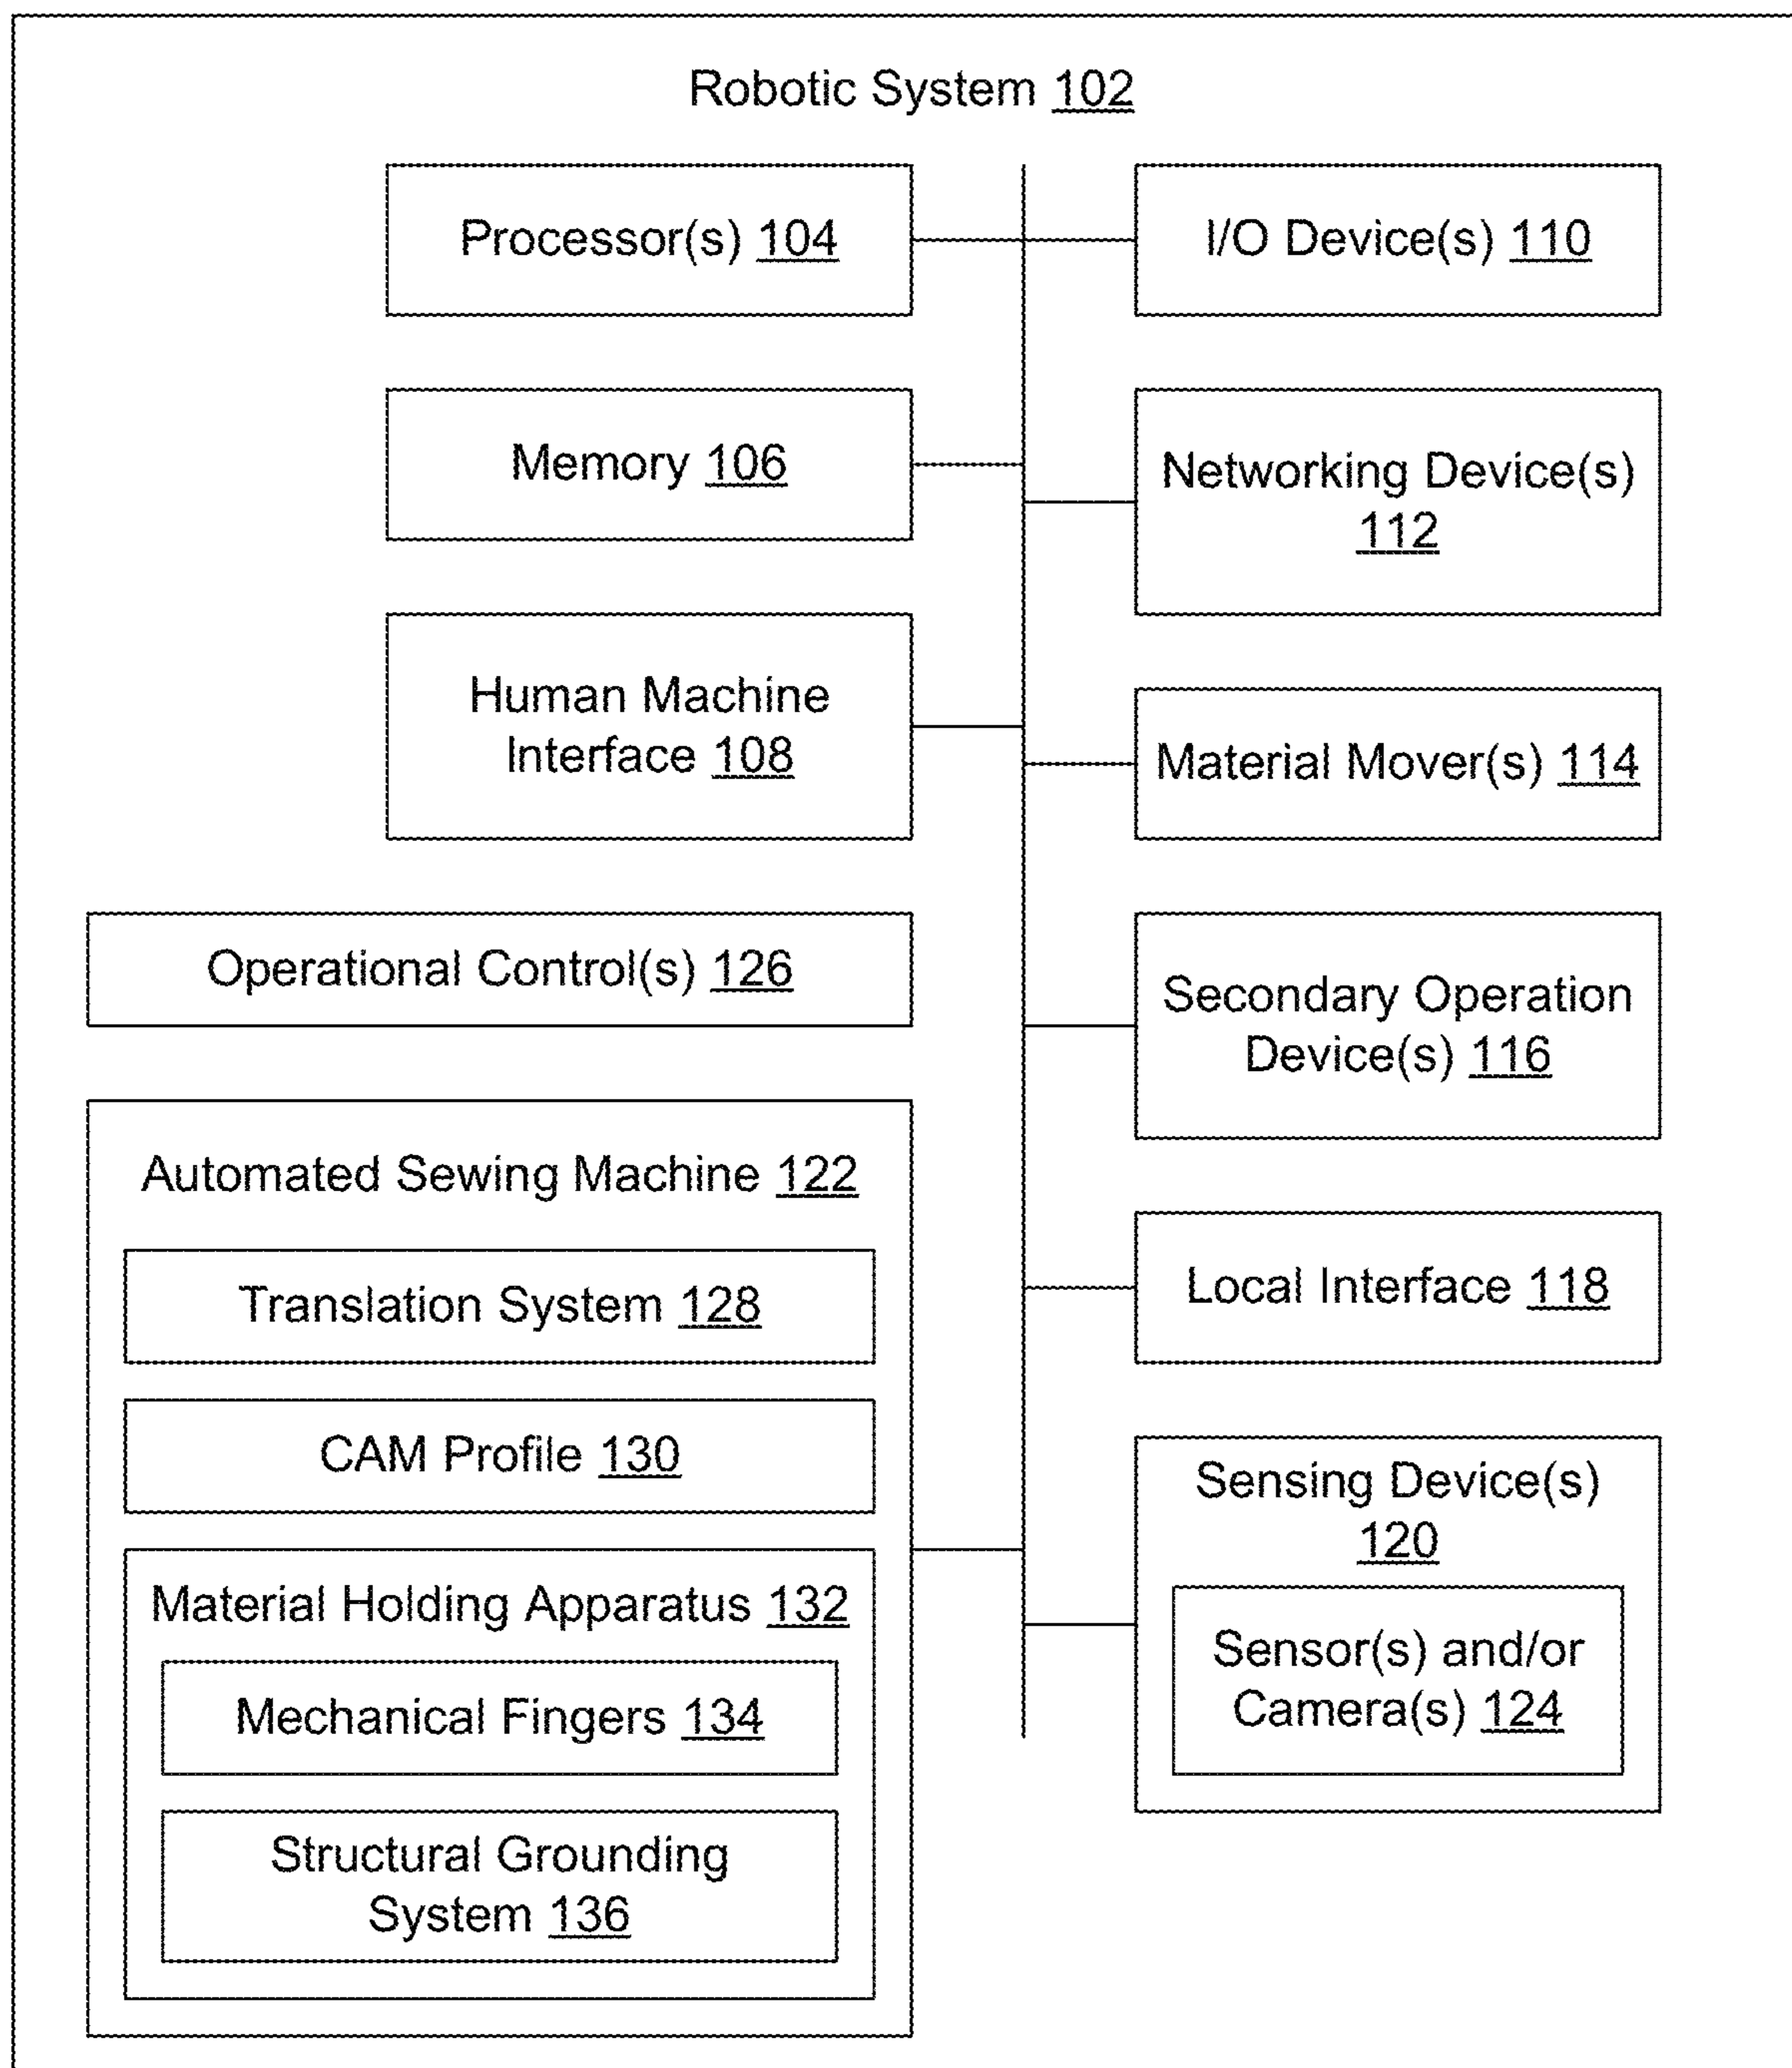 Robotic System 102
Processor(s) 104
I/O Device(s) 110
Memory 106
Networking Device(s)
112
Human Machine
Interface 108
Material Mover(s) 114
Operational Control(s) 126
Secondary Operation
Device(s) 116
Automated Sewing Machine 122
Translation System 128
Local Interface 118
CAM Profile 130
Sensing Device(s)
120
Material Holding Apparatus 132
Sensor(s) and/or
Camera(s) 124
Mechanical Fingers 134
Structural Grounding
System 136